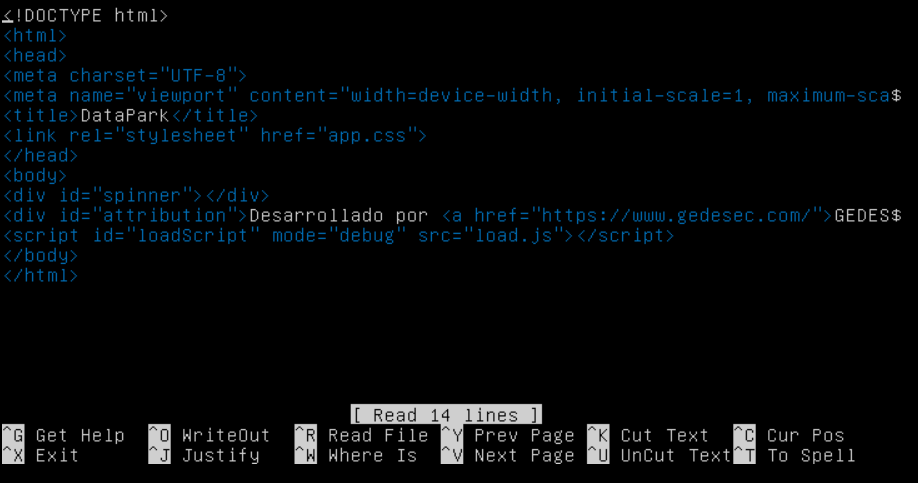 <!DOCTYPE html>
<html>
<head>
<meta charset="UTF-8">
<meta name="viewport" content="width=device-width, initial-scale=1, maximum-sca$
<title>DataPark</title>
<link rel="stylesheet" href="app.css">
</head>
<body>
<div id="spinner"></div>
<div id="attribution">Desarrollado por <a href="https://www.gedesec.com/">GEDES$
<script id="loadScript" mode="debug" src="load.js"></script>
</body>
</html>
[ Read 14 lines ]
^G Get Help ^O WriteOut ^R Read File ^Y Prev Page ^K Cut Text ^C Cur Pos
^X Exit ^J Justify ^W Where Is ^V Next Page ^U UnCut Text ^T To Spell